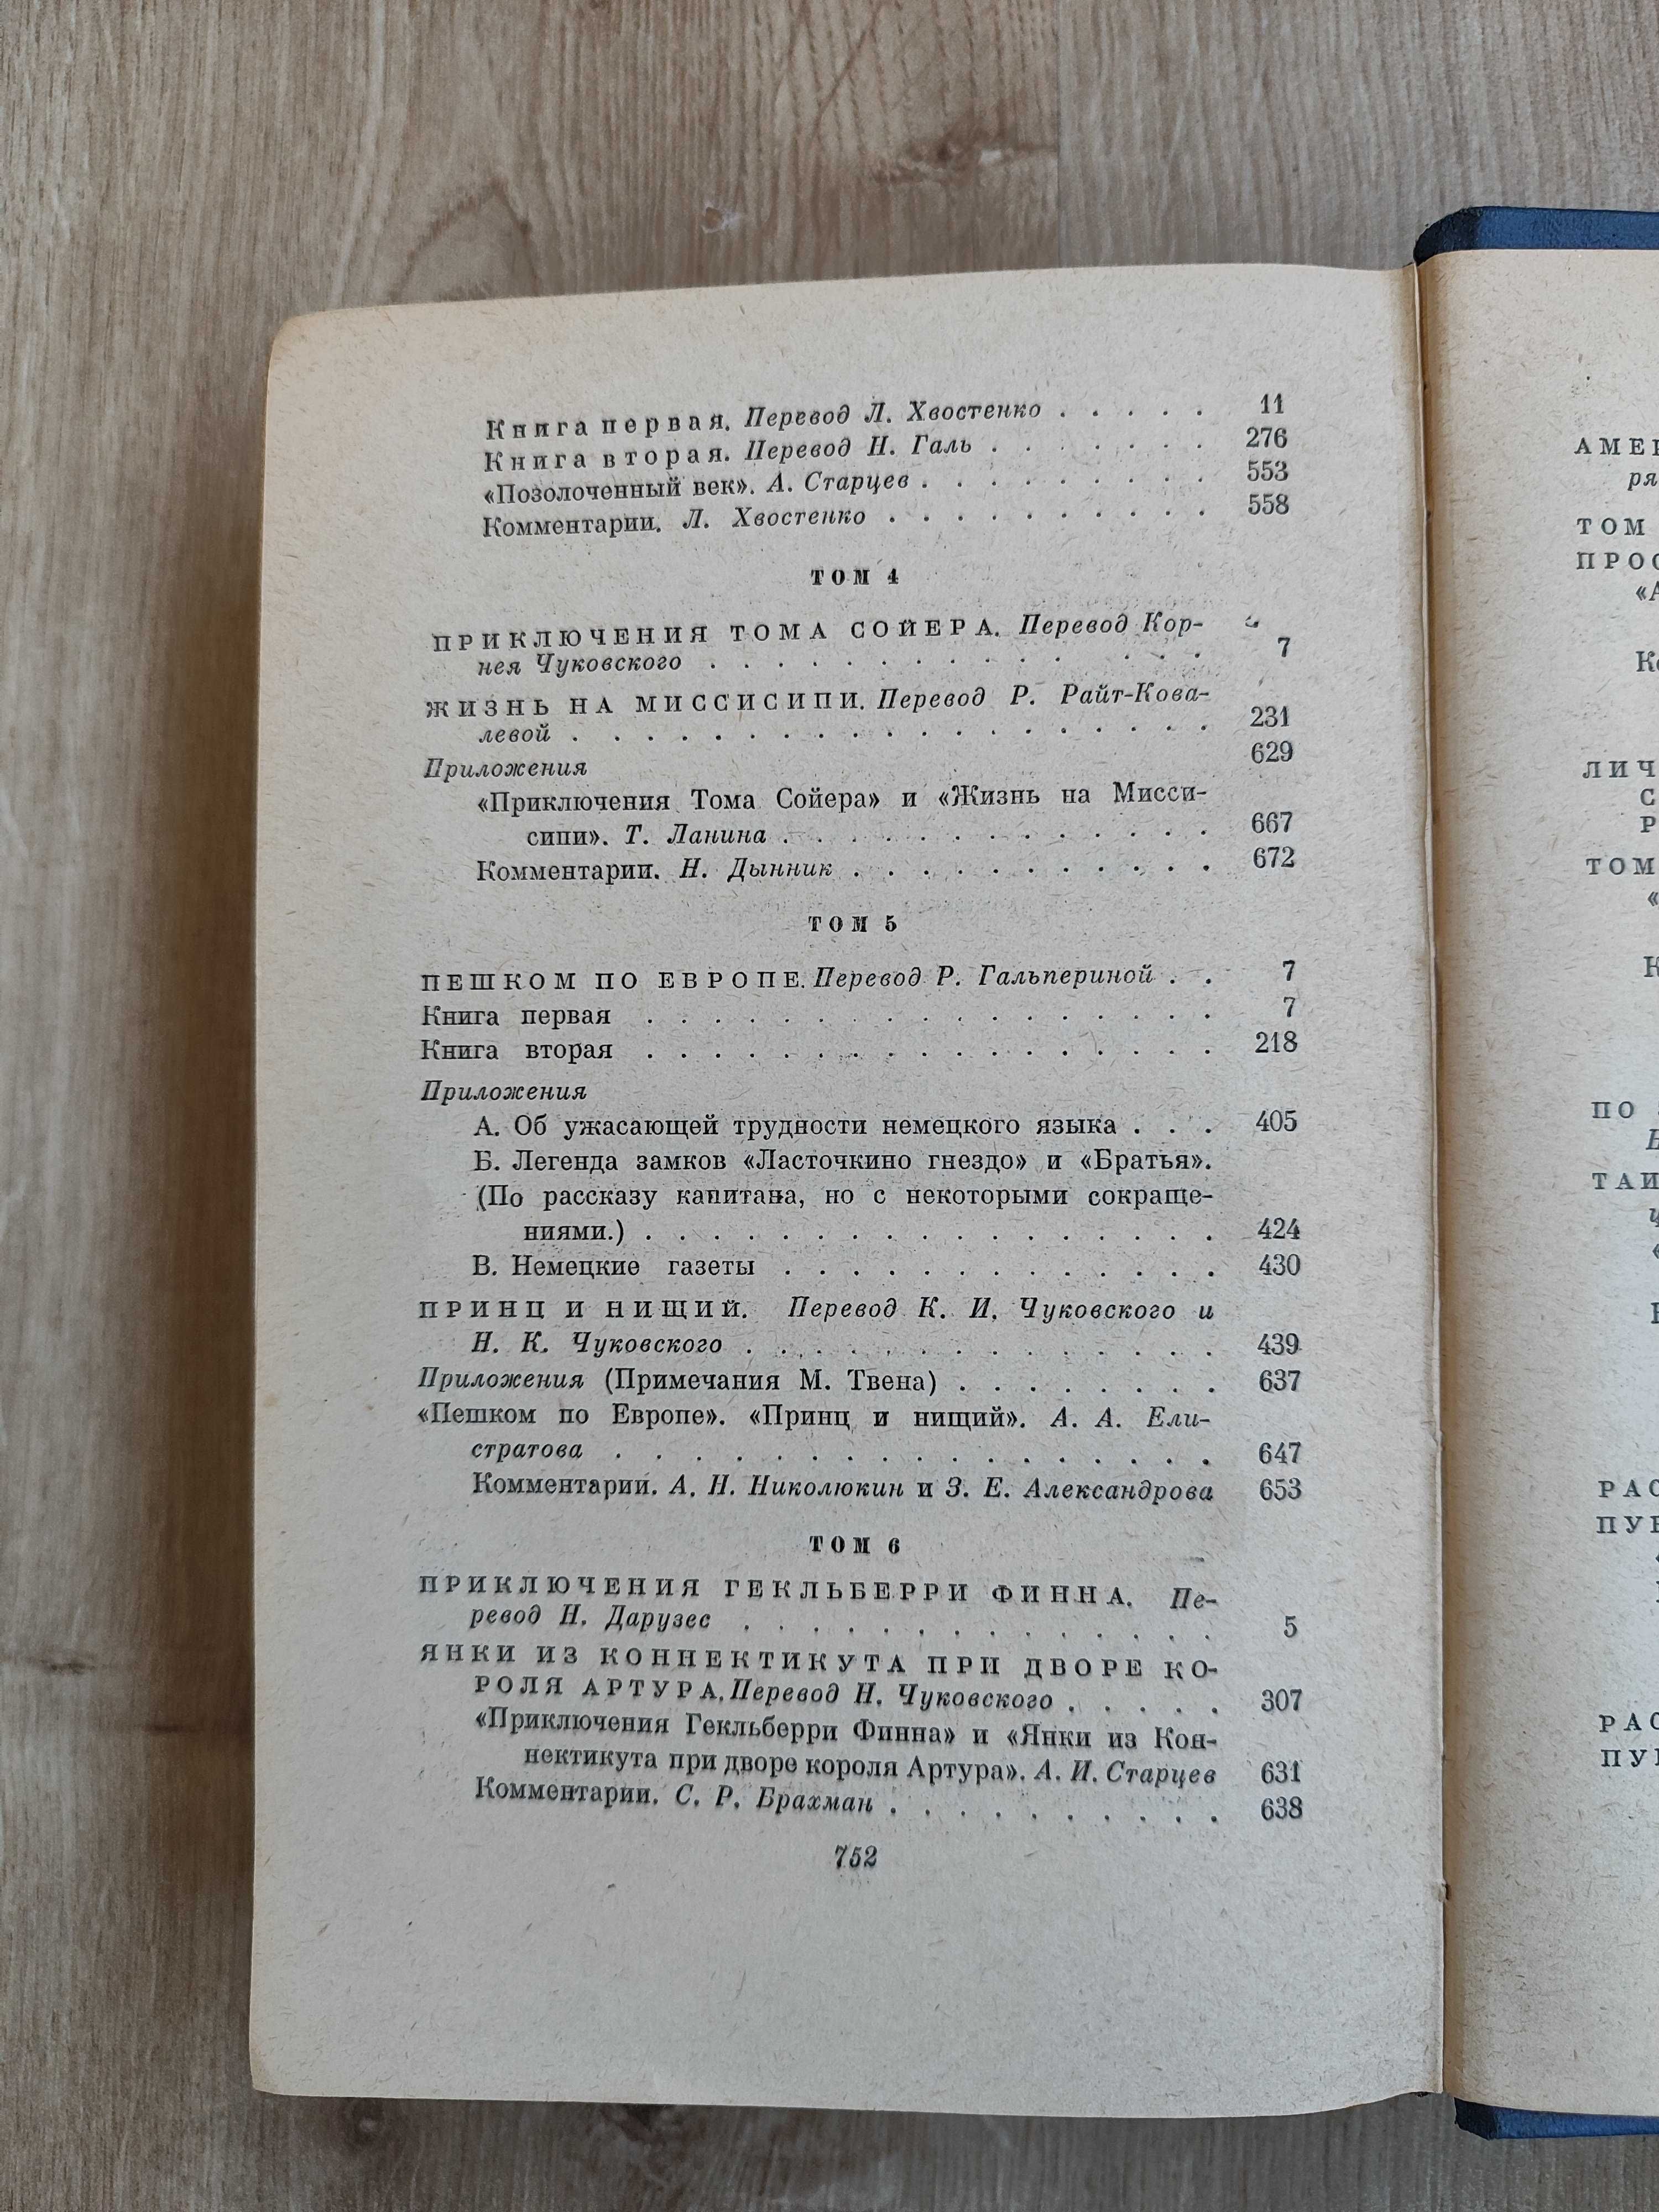 Книга первая. Перевод Л. Хвостенко . . . . . 11
Книга вторая. Перевод Н. Галь . . . . . . . 276
«Позолоченный век». А. Старцев . . . . . . . . . 553
Комментарии. Л. Хвостенко . . . . . . . . . . 558
ТОМ 4
ПРИКЛЮЧЕНИЯ ТОМА СОЙЕРА. Перевод Кор-
нея Чуковского . . . . . . . . . . . . . . 7
ЖИЗНЬ НА МИССИСИПИ. Перевод Р. Райт-Кова-
левой . . . . . . . . . . . . . . . . . . 231
Приложения 629
«Приключения Тома Сойера» и «Жизнь на Мисси-
сипи». Т. Ланина . . . . . . . . . . . . . 667
Комментарии. Н. Дынник . . . . . . . . . . . 672
ТОМ 5
ПЕШКОМ ПО ЕВРОПЕ. Перевод Р. Гальпериной . . 7
Книга первая . . . . . . . . . . . . . . . . . 7
Книга вторая . . . . . . . . . . . . . . . . . 218
Приложения
А. Об ужасающей трудности немецкого языка . . . 405
Б. Легенда замков «Ласточкино гнездо» и «Братья».
(По рассказу капитана, но с некоторыми сокраще-
ниями.) . . . . . . . . . . . . . . . . . 424
В. Немецкие газеты . . . . . . . . . . . . . 430
ПРИНЦ И НИЩИЙ. Перевод К. И. Чуковского и
Н. К. Чуковского . . . . . . . . . . . . . . 439
Приложения (Примечания М. Твена) . . . . . . . . 637
«Пешком по Европе». «Принц и нищий». А. А. Ели-
стратова . . . . . . . . . . . . . . . . . . 647
Комментарии. А. Н. Николюкин и З. Е. Александрова 653
ТОМ 6
ПРИКЛЮЧЕНИЯ ГЕКЛЬБЕРРИ ФИННА. Пе-
ревод Н. Дарузес . . . . . . . . . . . . . . 5
ЯНКИ ИЗ КОННЕКТИКУТА ПРИ ДВОРЕ КО-
РОЛЯ АРТУРА. Перевод Н. Чуковского . . . . . 307
«Приключения Гекльберри Финна» и «Янки из Кон-
нектикута при дворе короля Артура». А. И. Старцев 631
Комментарии. С. Р. Брахман . . . . . . . . . . 638
752
ТОМ
ПО